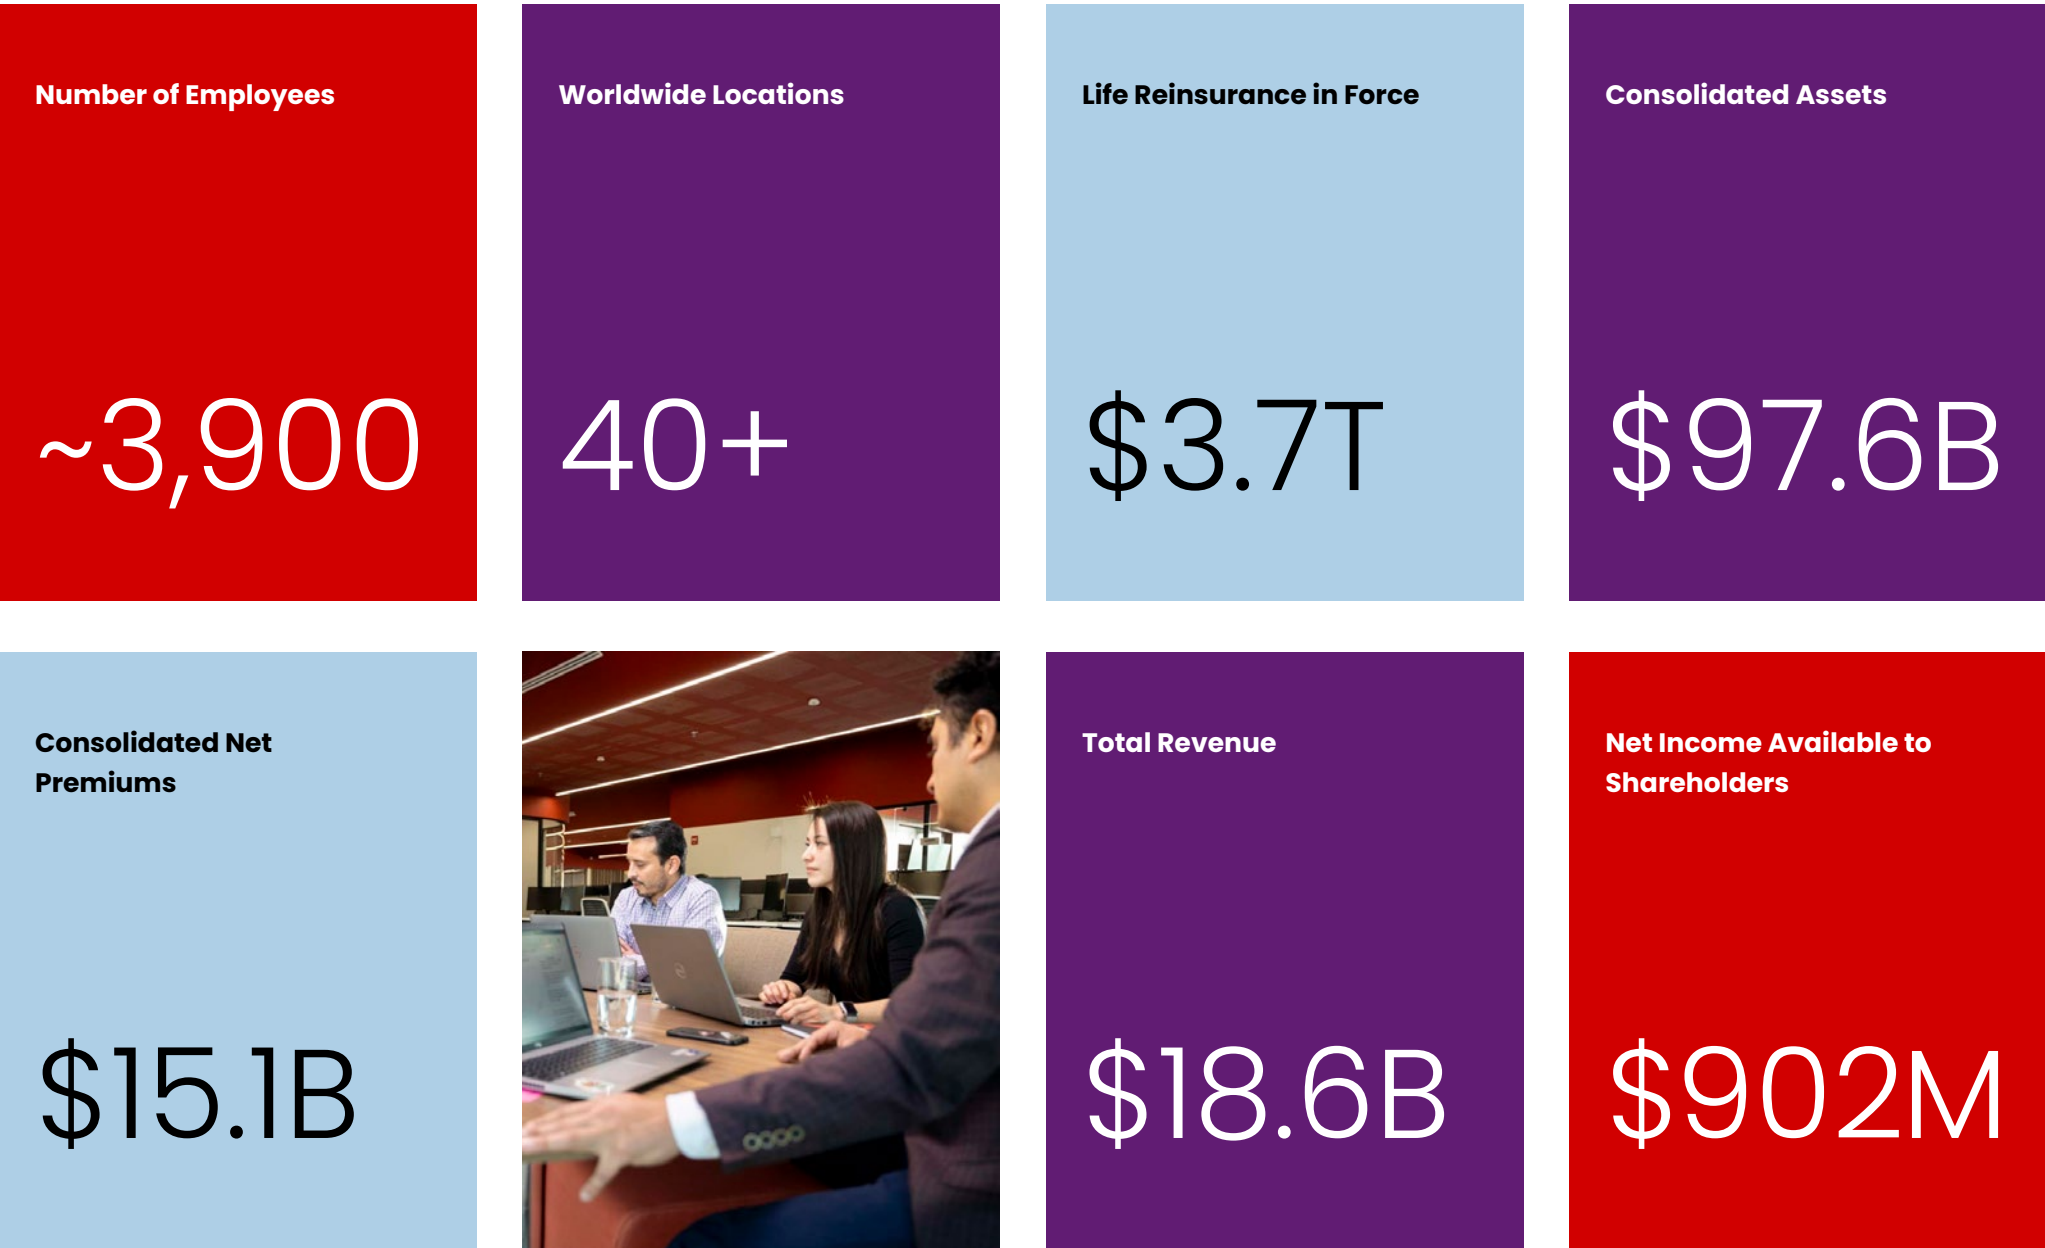 Number of Employees
~3,900
Worldwide Locations
40+
Life Reinsurance in Force
$3.7T
Consolidated Assets
$97.6B
Consolidated Net
Premiums
$15.1B
Total Revenue
$18.6B
Net Income Available to
Shareholders
$902M